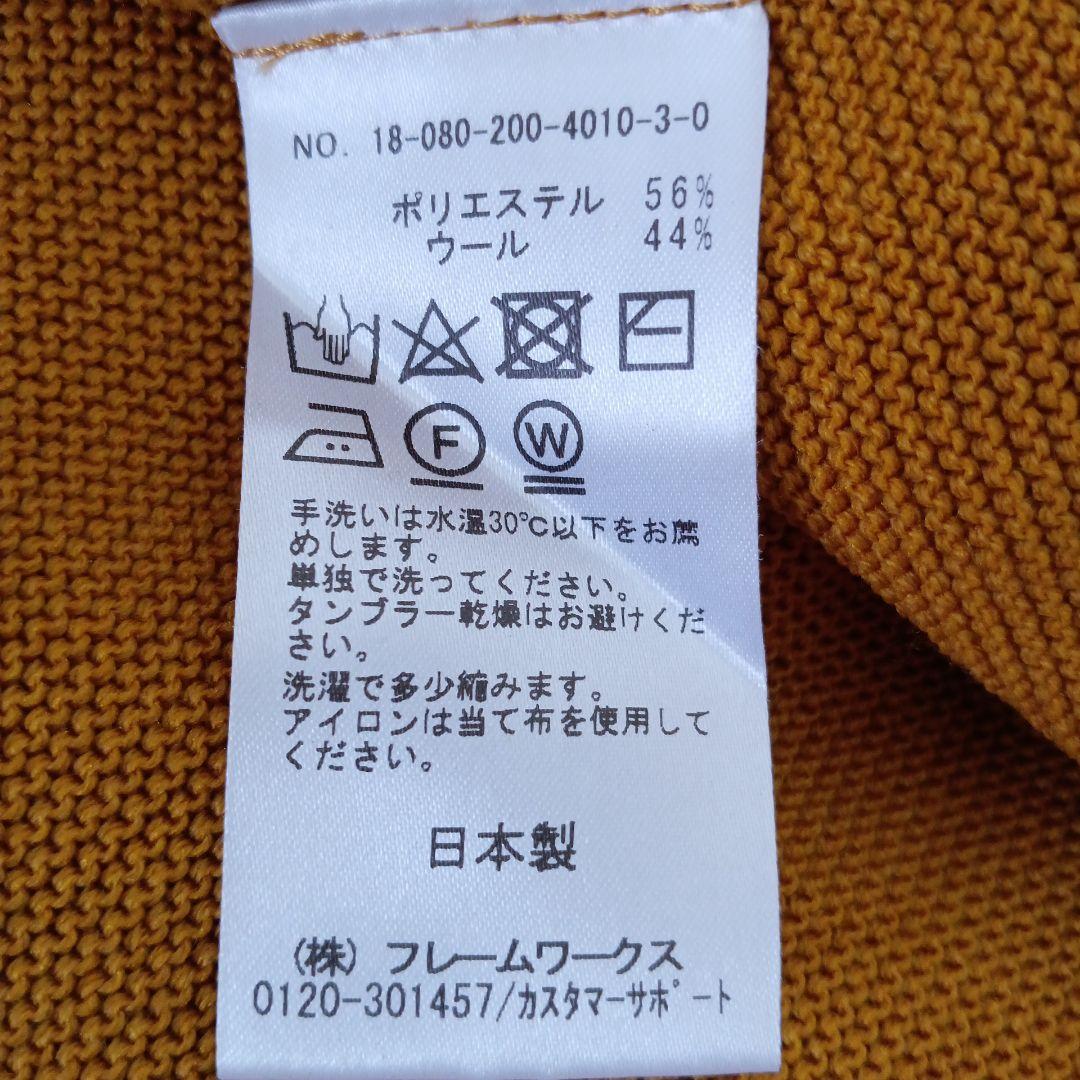 NO. 18-080-200-4010-3-0
ポリエステル 56%
ウール 44%
F W
手洗いは水温30℃以下をお薦
めします。
単独で洗ってください。
タンブラー乾燥はお避けくだ
さい。
洗濯で多少縮みます。
アイロンは当て布を使用して
ください。
日本製
(株) フレームワークス
0120-301457/カスタマーサポート